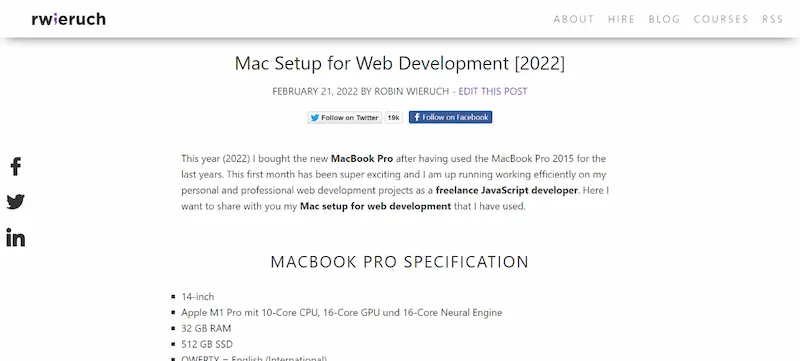 rwieruch
ABOUT HIRE BLOG COURSES RSS
Mac Setup for Web Development [2022]
FEBRUARY 21, 2022 BY ROBIN WIERUCH - EDIT THIS POST
Follow on Twitter 19k Follow on Facebook
This year (2022) I bought the new MacBook Pro after having used the MacBook Pro 2015 for the
last years. This first month has been super exciting and I am up running working efficiently on my
personal and professional web development projects as a freelance JavaScript developer. Here I
want to share with you my Mac setup for web development that I have used.
MACBOOK PRO SPECIFICATION
14-inch
Apple M1 Pro mit 10-Core CPU, 16-Core GPU und 16-Core Neural Engine
32 GB RAM
512 GB SSD
QWERTY = English (International)